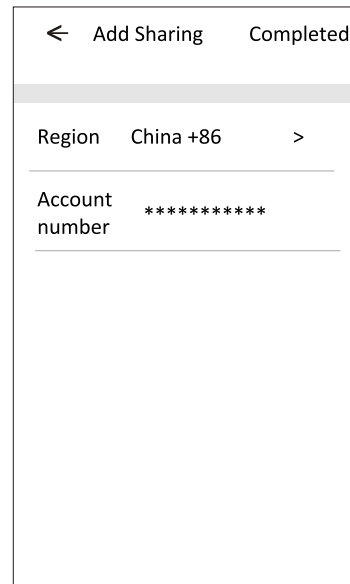 ← Add Sharing Completed
Region China +86 >
Account
number ***********